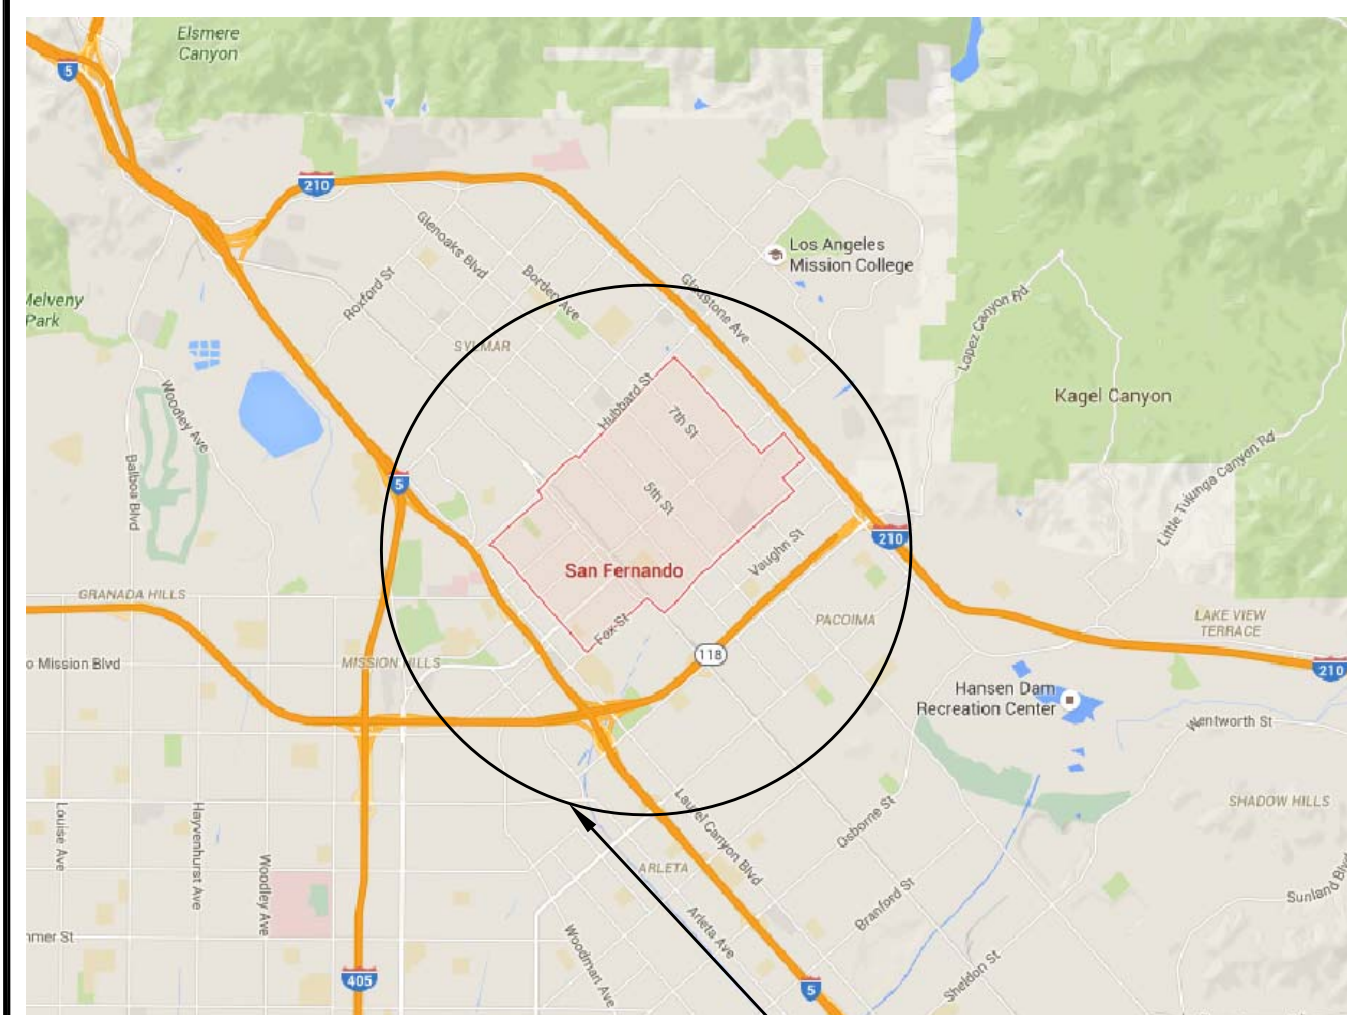 Elsmere
Canyon
5
210
Glenoaks Blvd
Roxford St
Borden Ave
Los Angeles
Mission College
Gladstone Ave
Lopez Canyon Rd
Melveny
Park
SYLMAR
Hubbard St
7th St
Kagel Canyon
Woodley Ave
Balboa Blvd
5
5th St
Little Tujunga Canyon Rd
210
Vaughn St
San Fernando
GRANADA HILLS
Fox St
PACOIMA
LAKE VIEW
TERRACE
o Mission Blvd
MISSION HILLS
118
210
Hansen Dam
Recreation Center
Wentworth St
Louise Ave
Hayvenhurst Ave
Woodley Ave
Laurel Canyon Blvd
Osborne St
SHADOW HILLS
ARLETA
Branford St
Sunland Blvd
Arleta Ave
nmer St
Woodman Ave
Sheldon St
405
5